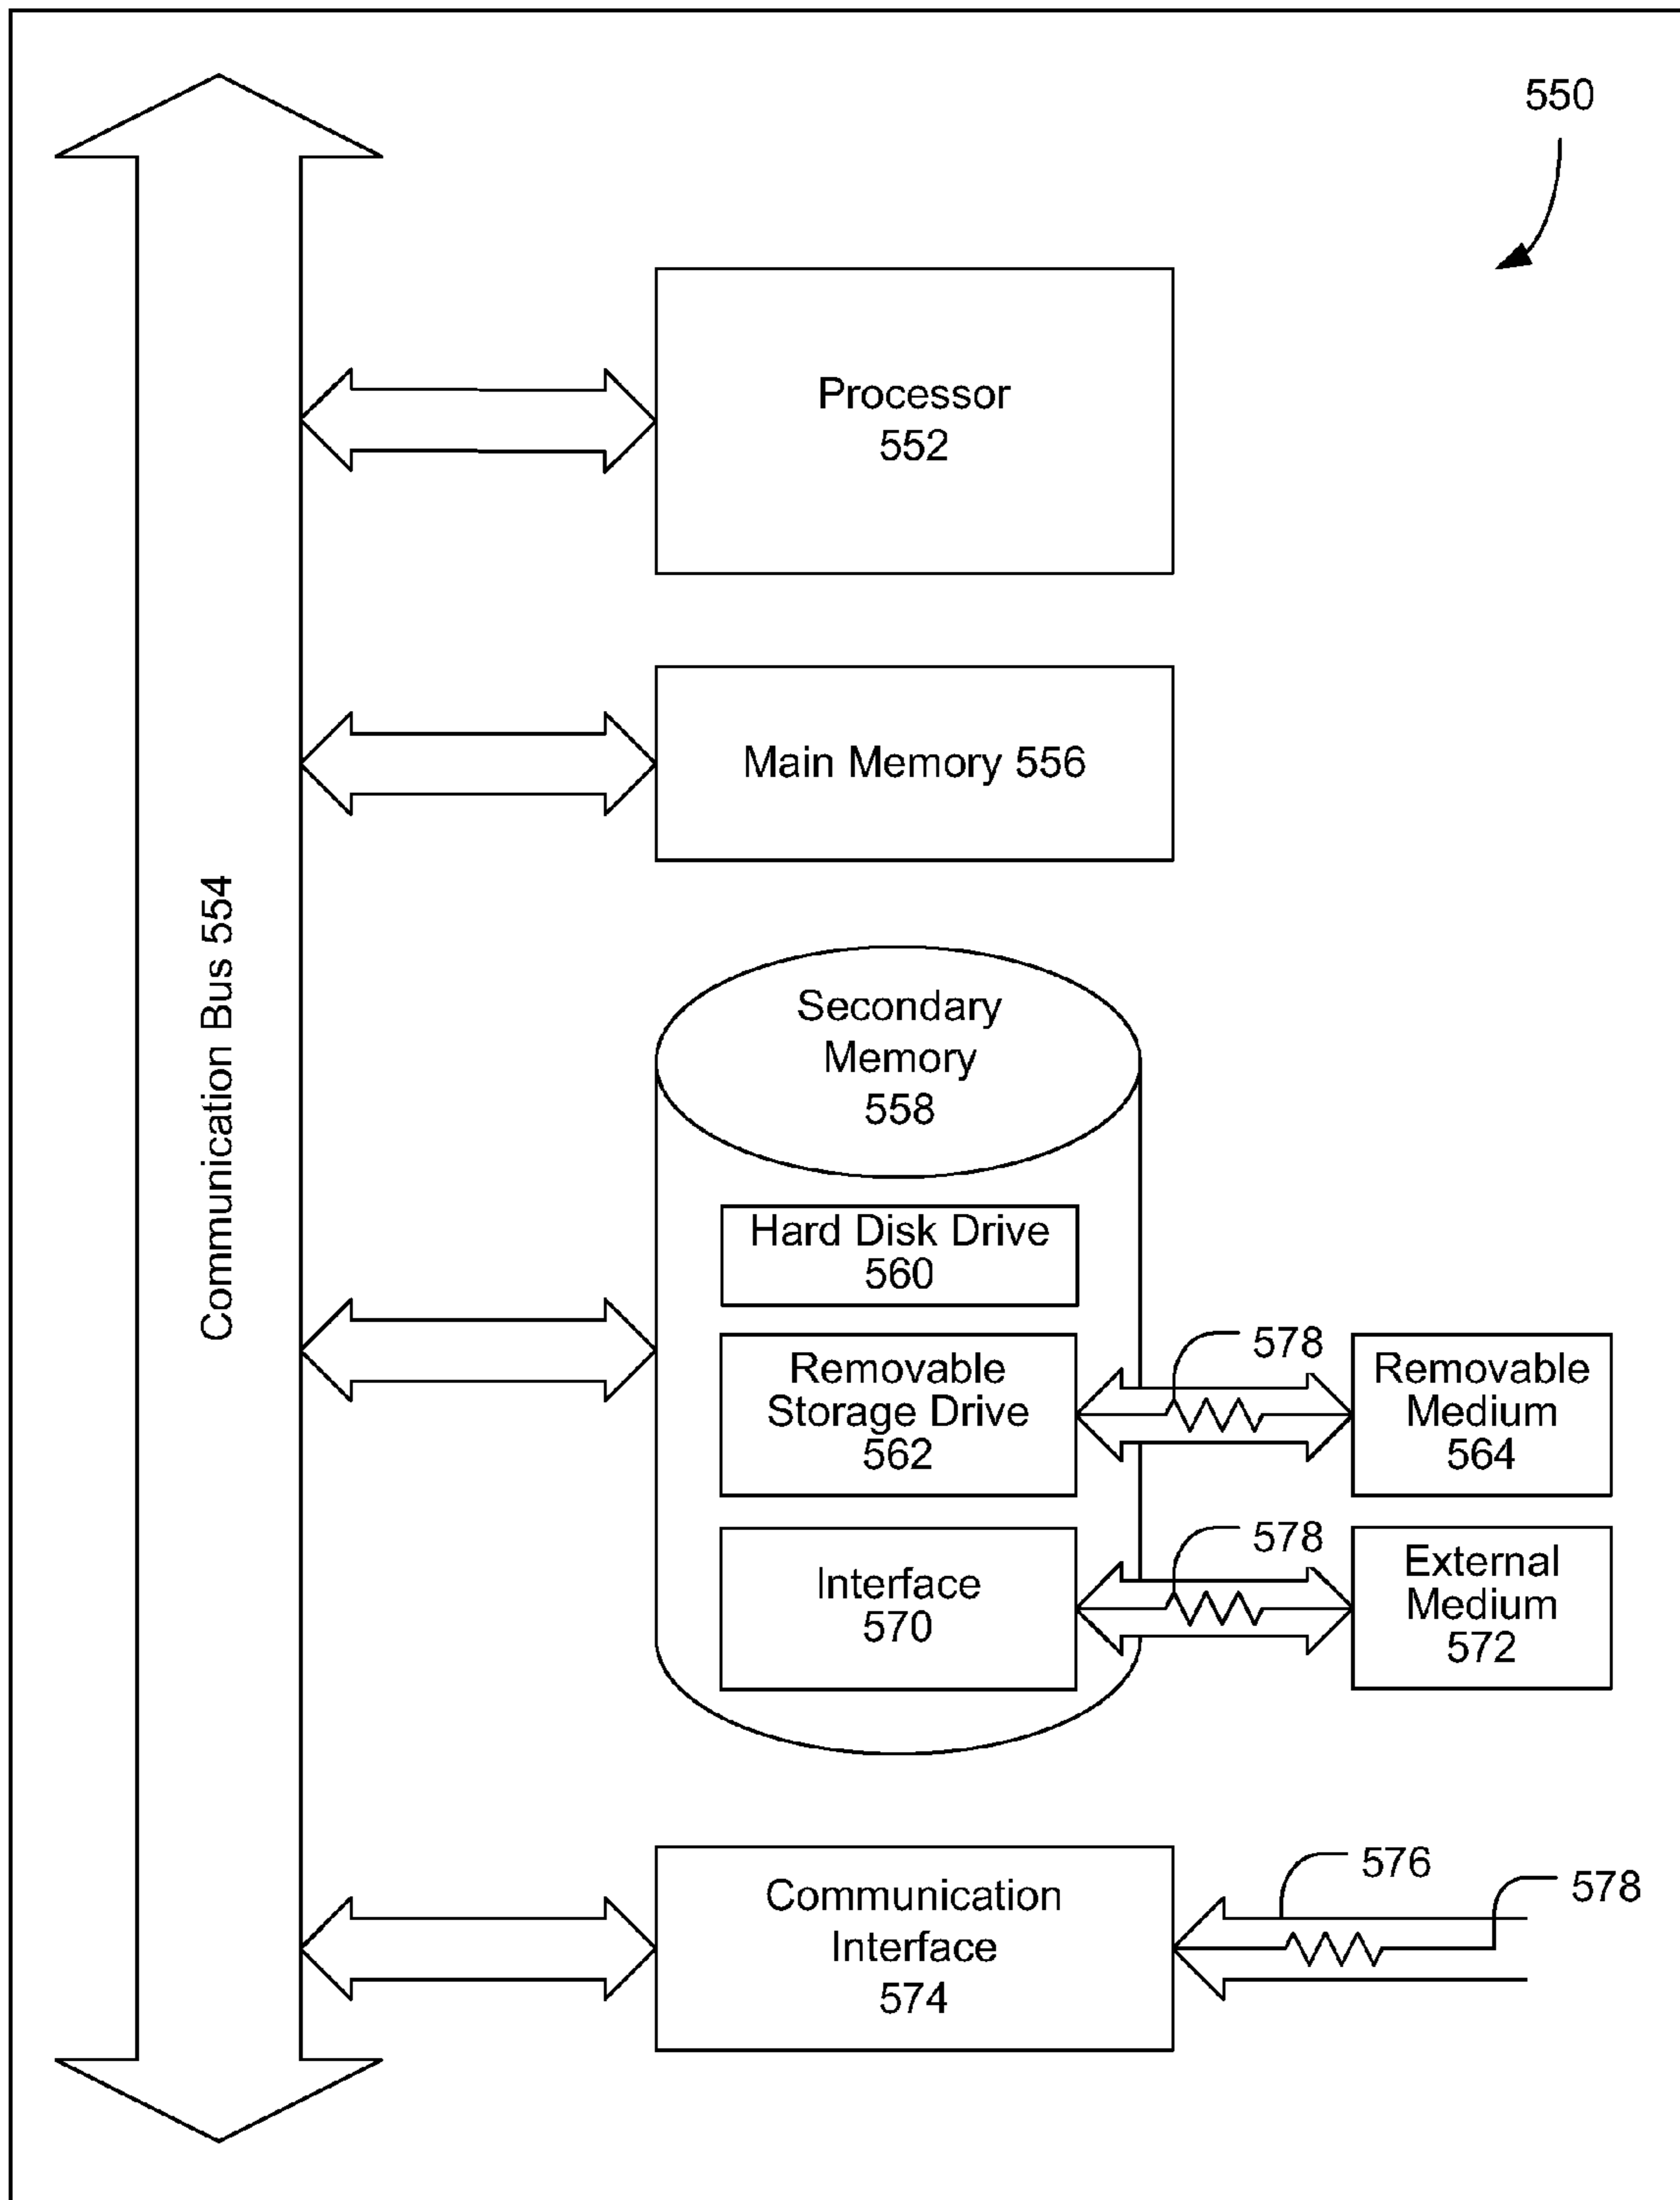 550
Processor
552
Main Memory 556
Communication Bus 554
Secondary
Memory
558
Hard Disk Drive
560
Removable
Storage Drive
562
578
Removable
Medium
564
Interface
570
578
External
Medium
572
Communication
Interface
574
576
578